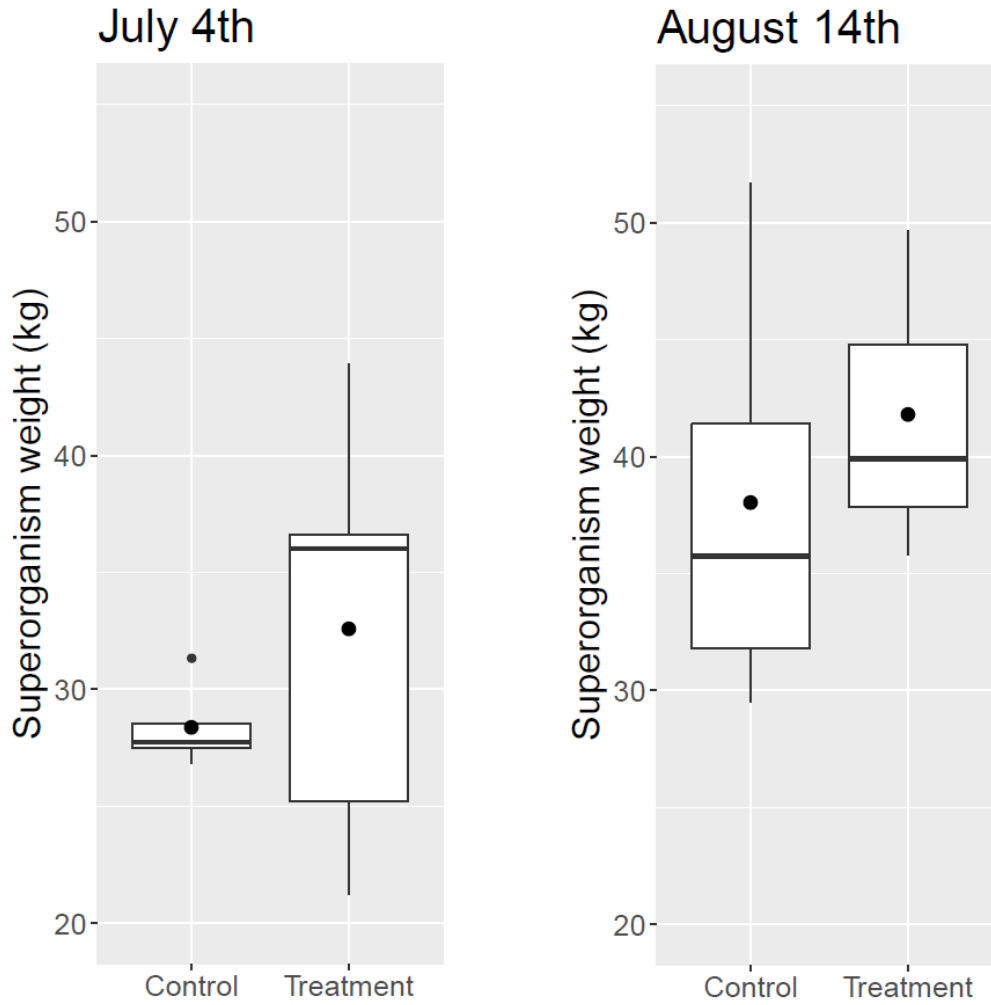 July 4th
Superorganism weight (kg)
50
40
30
20
Control Treatment
August 14th
Superorganism weight (kg)
50
40
30
20
Control Treatment